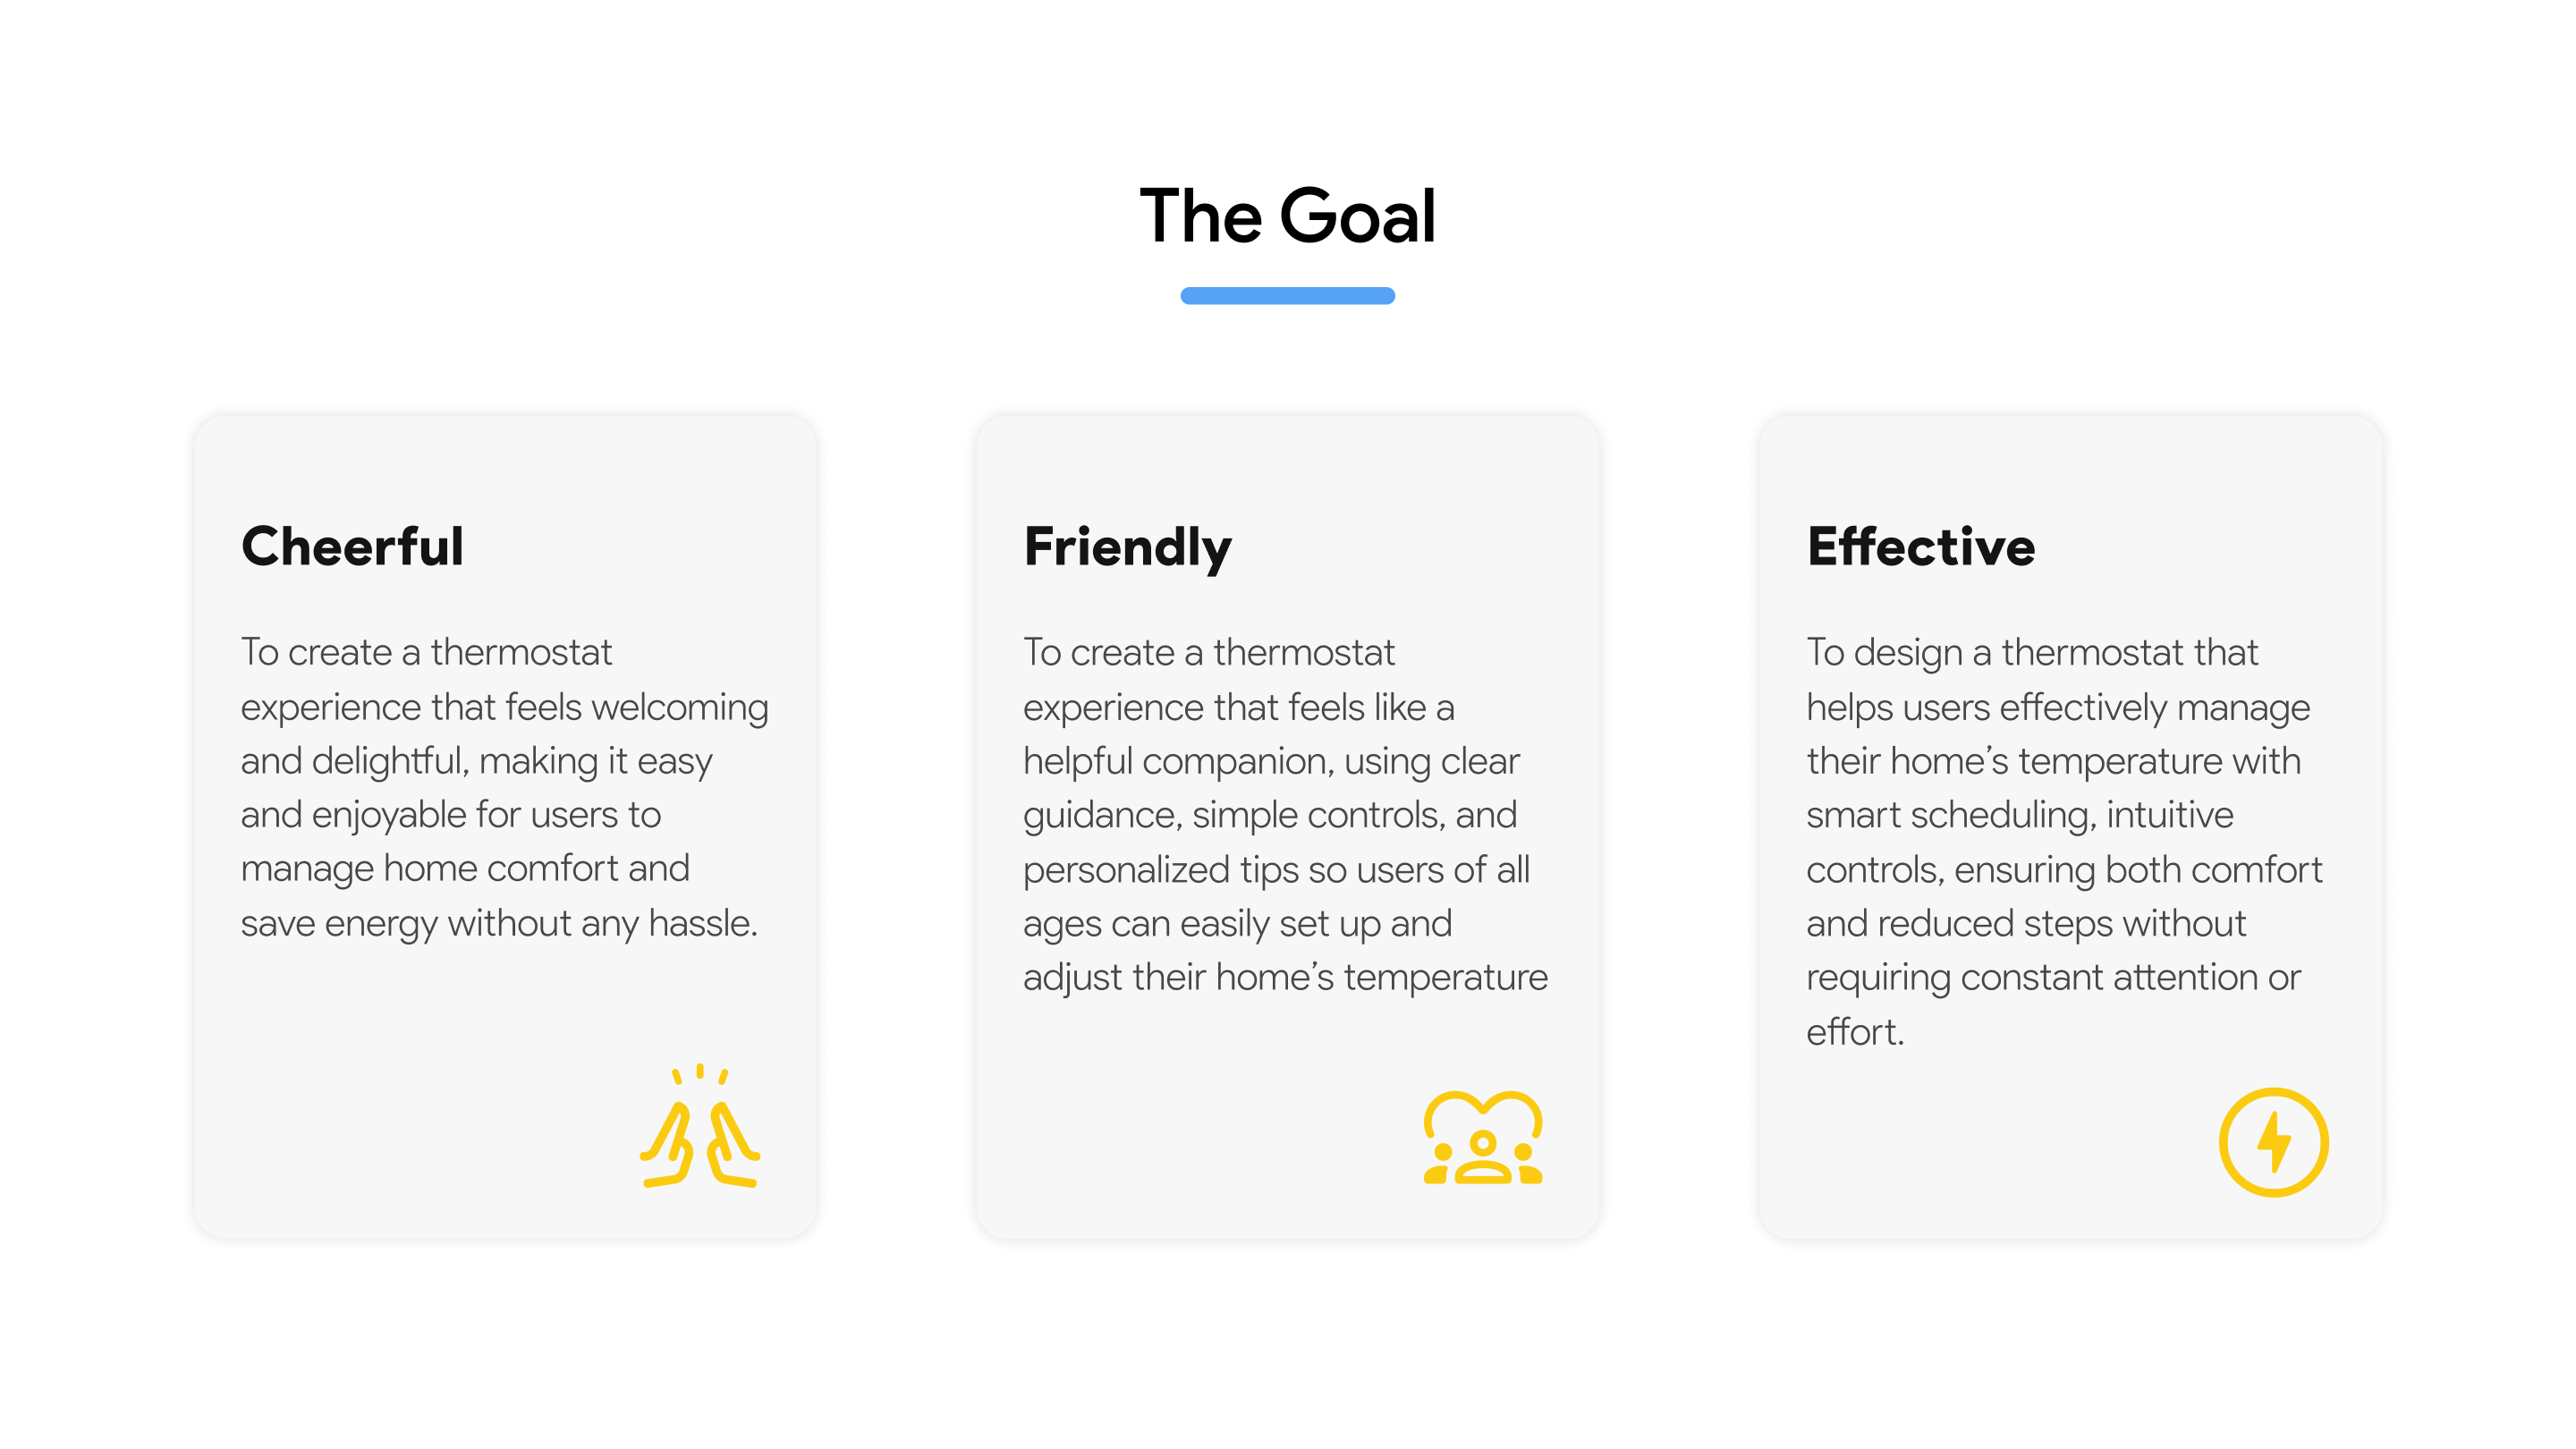 The Goal
Cheerful
To create a thermostat
experience that feels welcoming
and delightful, making it easy
and enjoyable for users to
manage home comfort and
save energy without any hassle.
Friendly
To create a thermostat
experience that feels like a
helpful companion, using clear
guidance, simple controls, and
personalized tips so users of all
ages can easily set up and
adjust their home’s temperature
Effective
To design a thermostat that
helps users effectively manage
their home’s temperature with
smart scheduling, intuitive
controls, ensuring both comfort
and reduced steps without
requiring constant attention or
effort.